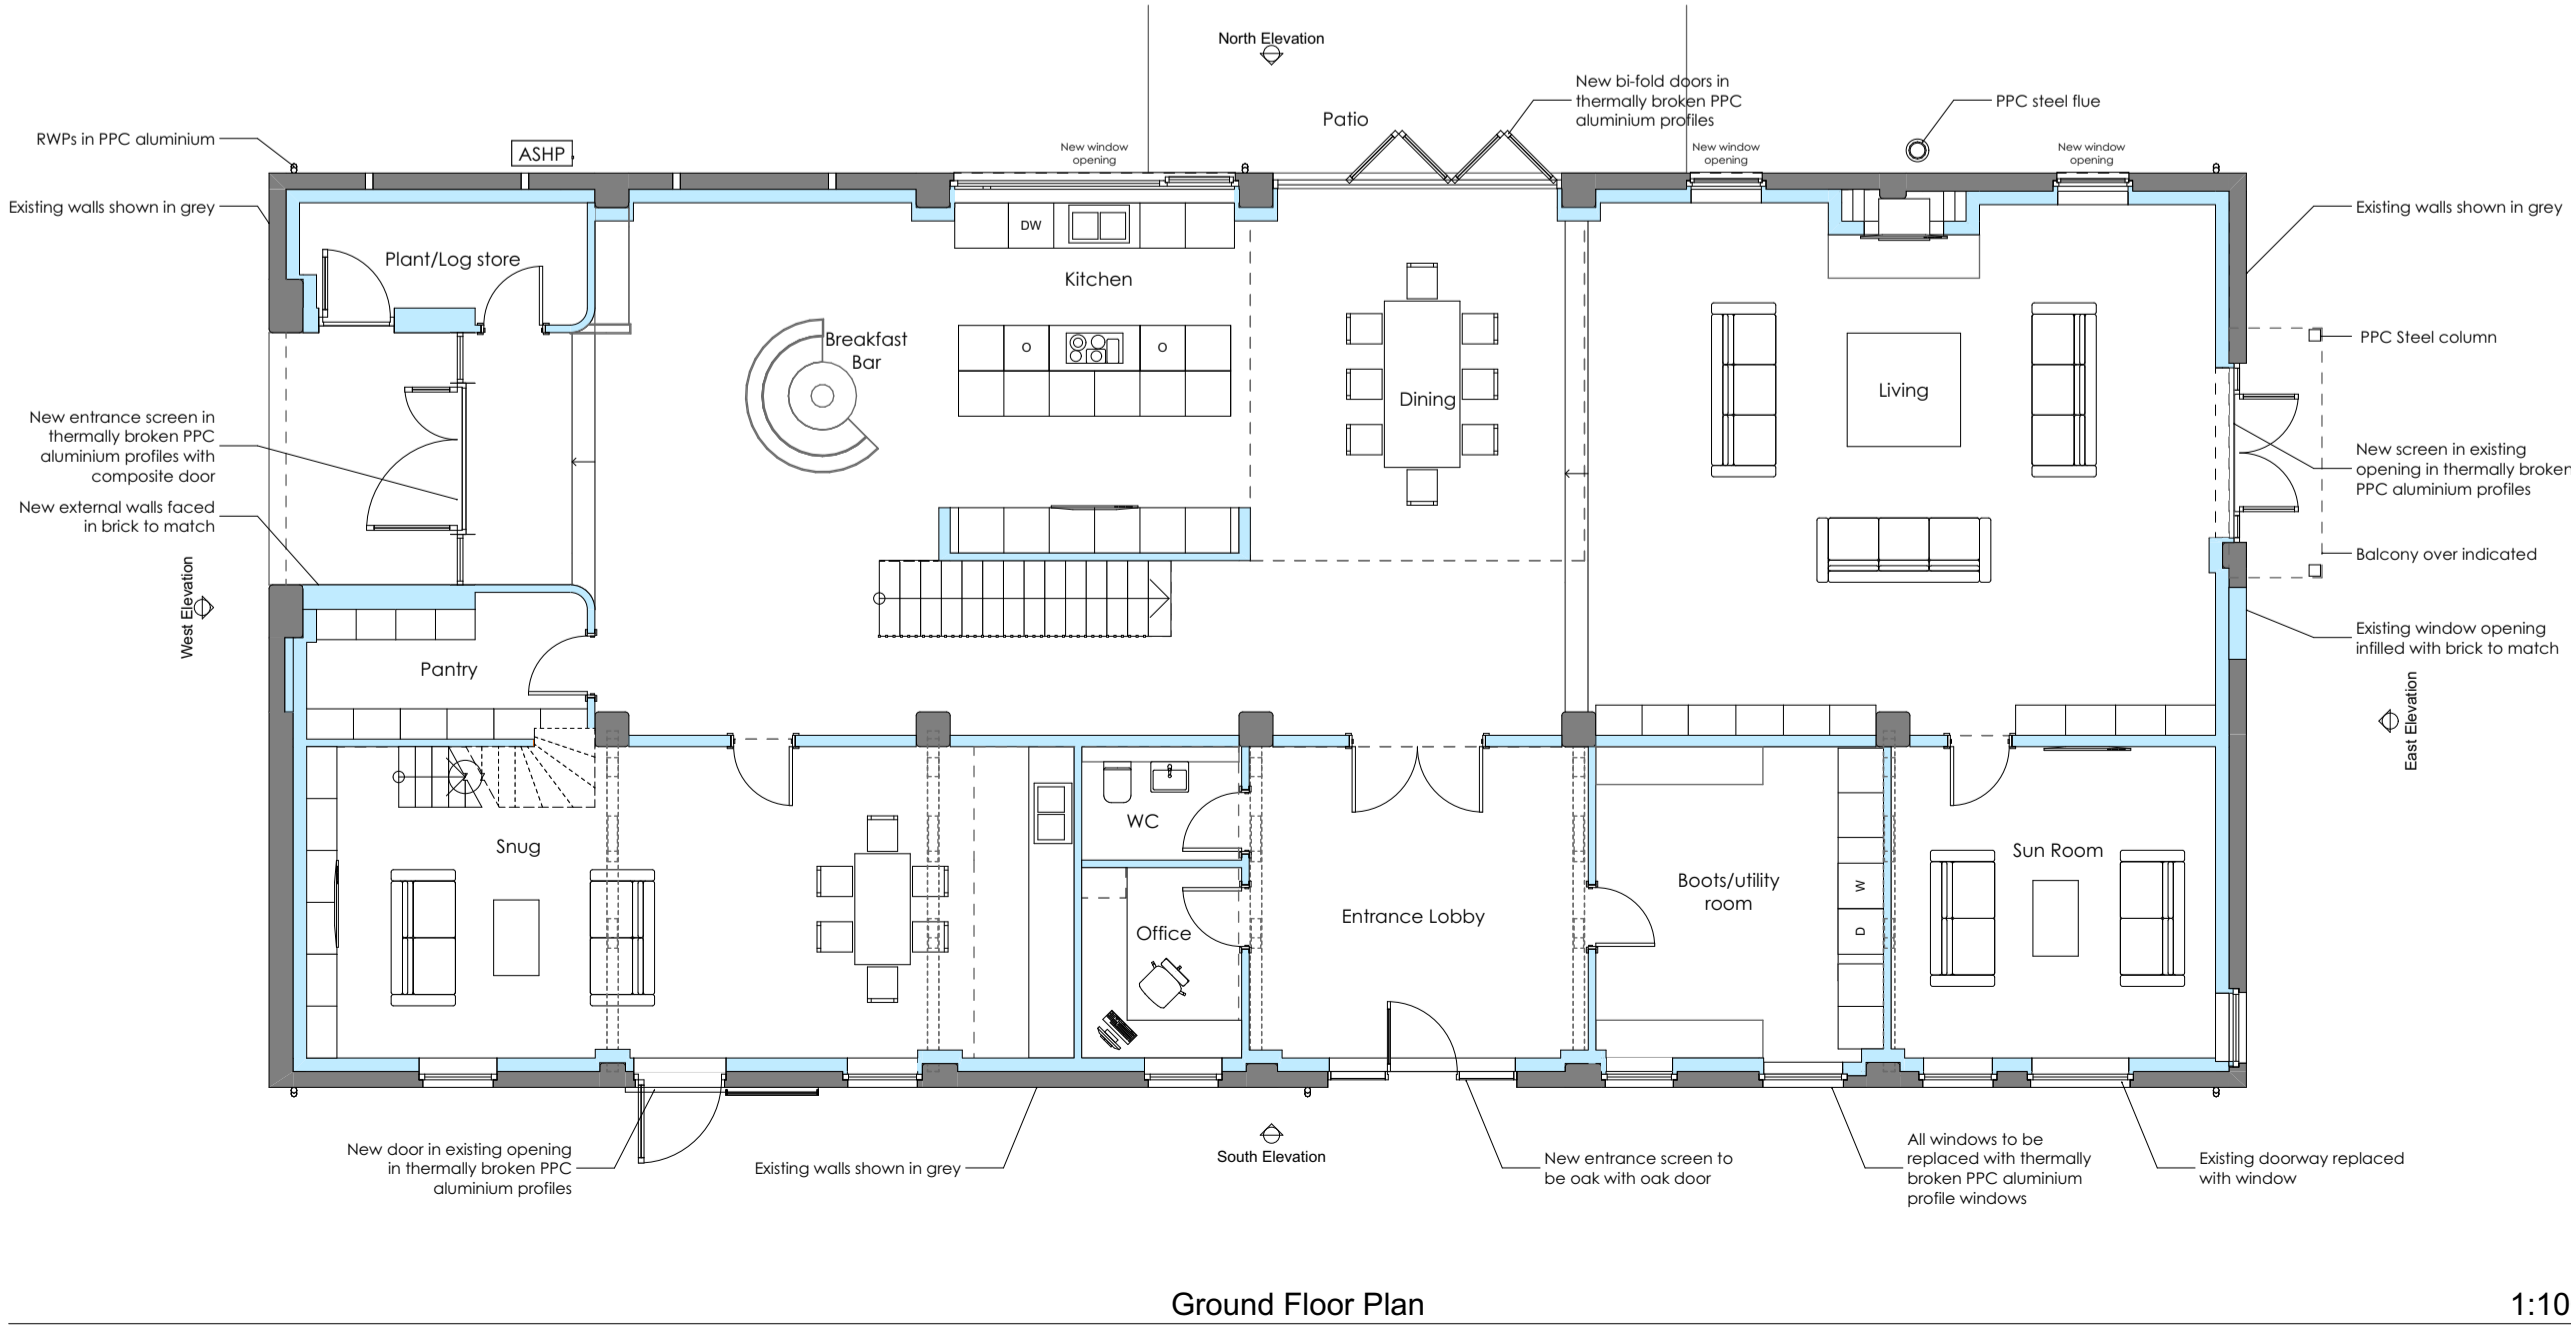 North Elevation
New bi-fold doors in
thermally broken PPC
aluminium profiles
PPC steel flue
Patio
RWPs in PPC aluminium
ASHP
New window
opening
New window
opening
New window
opening
Existing walls shown in grey
Existing walls shown in grey
DW
Plant/Log store
Kitchen
Breakfast
Bar
O
O
PPC Steel column
Dining
Living
New entrance screen in
thermally broken PPC
aluminium profiles with
composite door
New screen in existing
opening in thermally broken
PPC aluminium profiles
New external walls faced
in brick to match
Balcony over indicated
West Elevation
Existing window opening
infilled with brick to match
Pantry
East Elevation
WC
Snug
Sun Room
Boots/utility
room
W
D
Entrance Lobby
Office
South Elevation
New door in existing opening
in thermally broken PPC
aluminium profiles
Existing walls shown in grey
New entrance screen to
be oak with oak door
All windows to be
replaced with thermally
broken PPC aluminium
profile windows
Existing doorway replaced
with window
Ground Floor Plan
1:10